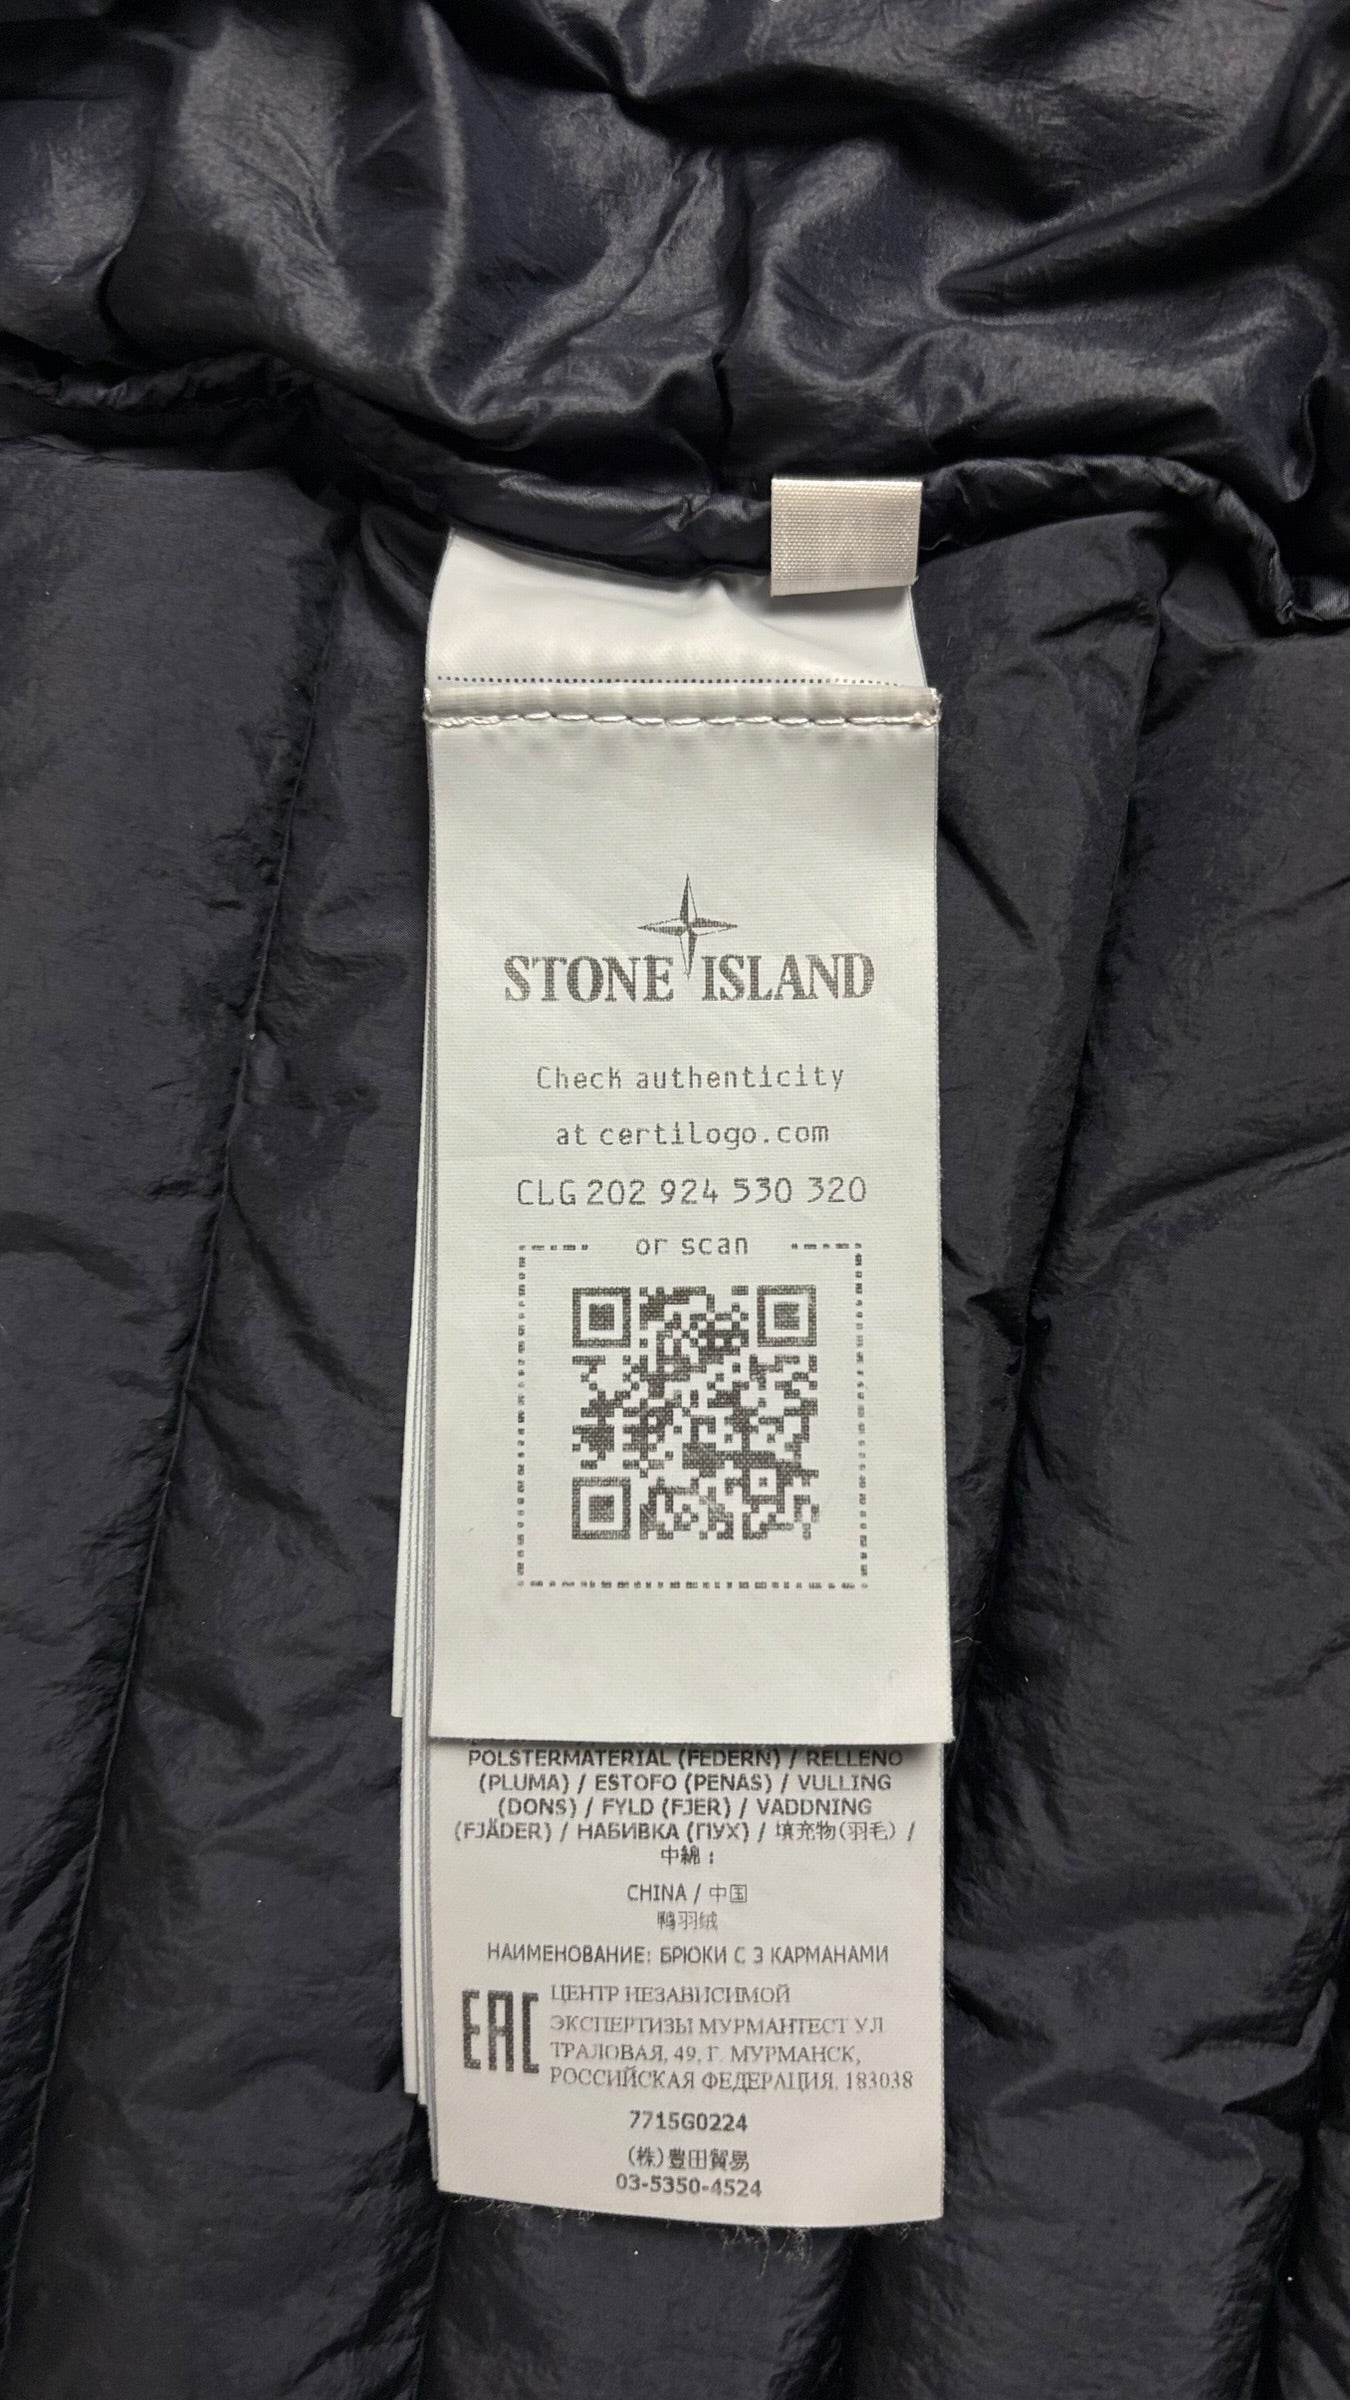 STONE ISLAND
Check authenticity
at certilogo.com
CLG 202 924 530 320
or scan
POLSTERMATERIAL (FEDERN) / RELLENO
(PLUMA) / ESTOFO (PENAS) / VULLING
(DONS) / FYLD (FJER) / VADDNING
(FJÄDER) / НАБИВКА (ПУХ) / 填充物(羽毛) /
中綿 :
CHINA / 中国
鸭羽绒
НАИМЕНОВАНИЕ: БРЮКИ С 3 КАРМАНАМИ
EAC ЦЕНТР НЕЗАВИСИМОЙ
ЭКСПЕРТИЗЫ МУРМАНТЕСТ УЛ
ТРАЛОВАЯ, 49, Г. МУРМАНСК,
РОССИЙСКАЯ ФЕДЕРАЦИЯ, 183038
7715G0224
(株)豊田貿易
03-5350-4524